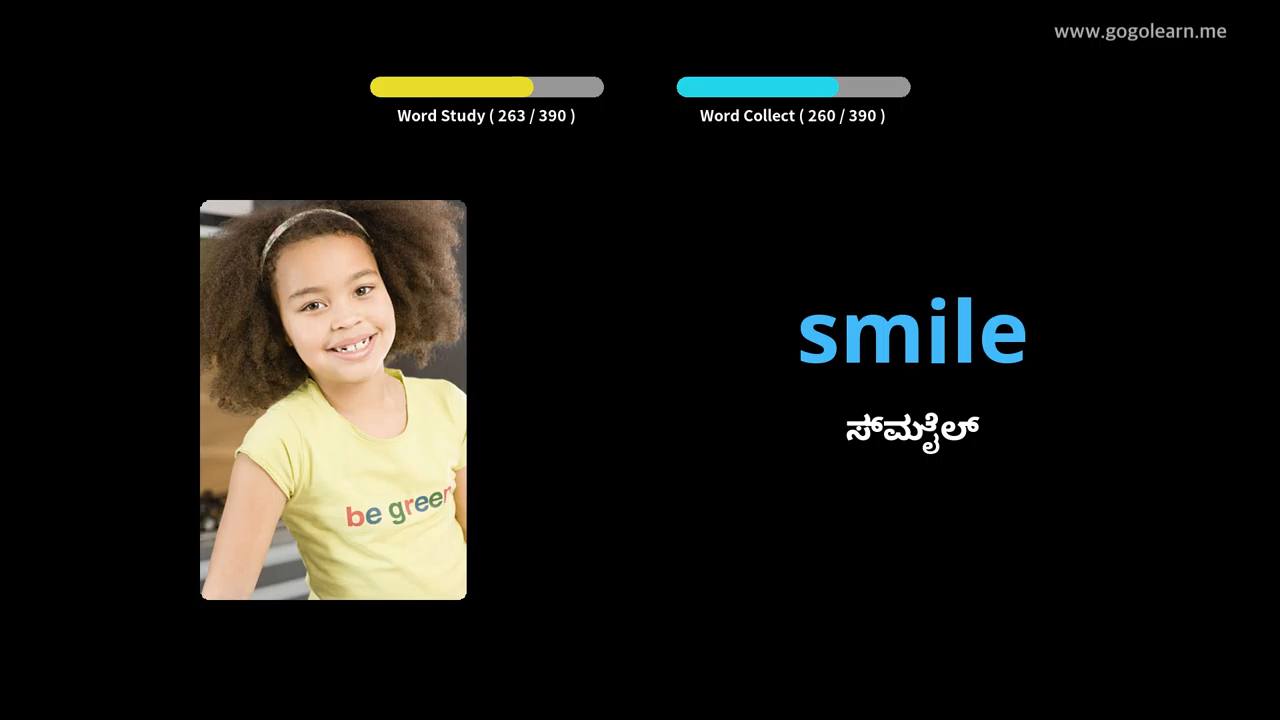 www.gogolearn.me
Word Study ( 263 / 390 )
Word Collect ( 260 / 390 )
smile
ಸ್‌ಮೈಲ್
be green